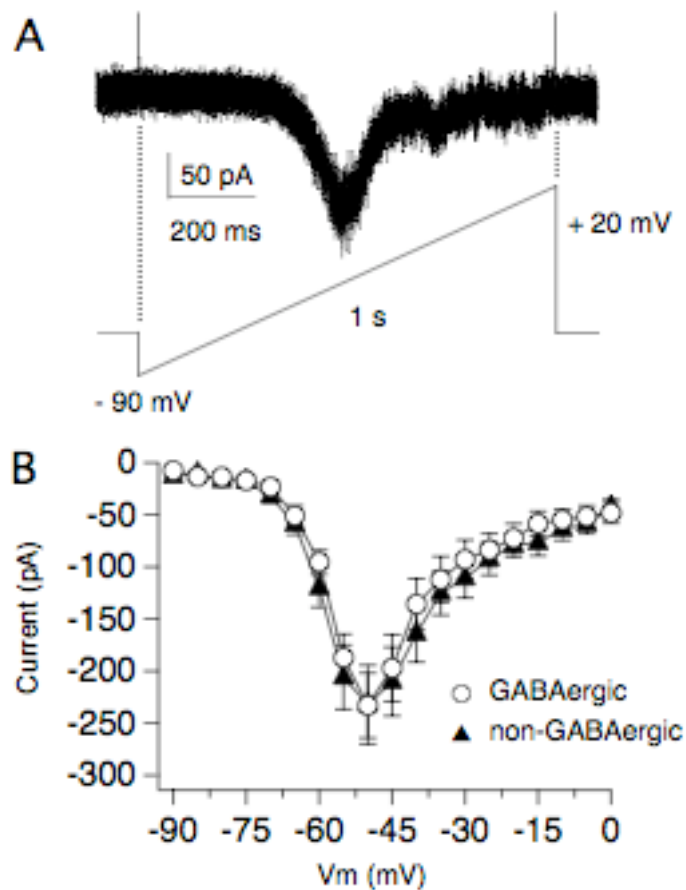 A
50 pA
200 ms
+ 20 mV
1 s
- 90 mV
B
0
-50
-100
-150
-200
-250
-300
Current (pA)
GABAergic
non-GABAergic
-90 -75 -60 -45 -30 -15 0
Vm (mV)